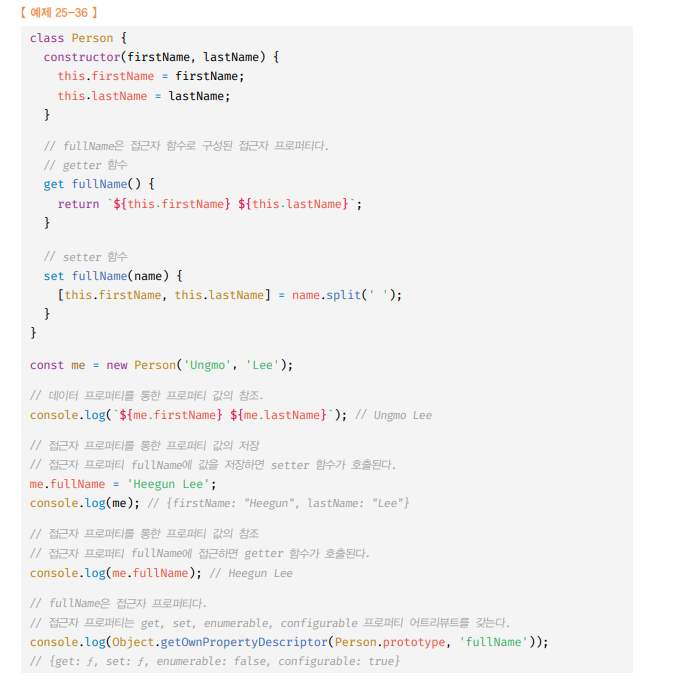 【 예제 25-36 】
class Person {
  constructor(firstName, lastName) {
    this.firstName = firstName;
    this.lastName = lastName;
  }
  // fullName은 접근자 함수로 구성된 접근자 프로퍼티다.
  // getter 함수
  get fullName() {
    return `${this.firstName} ${this.lastName}`;
  }
  // setter 함수
  set fullName(name) {
    [this.firstName, this.lastName] = name.split(' ');
  }
}
const me = new Person('Ungmo', 'Lee');
// 데이터 프로퍼티를 통한 프로퍼티 값의 참조.
console.log(`${me.firstName} ${me.lastName}`); // Ungmo Lee
// 접근자 프로퍼티를 통한 프로퍼티 값의 저장
// 접근자 프로퍼티 fullName에 값을 저장하면 setter 함수가 호출된다.
me.fullName = 'Heegun Lee';
console.log(me); // {firstName: "Heegun", lastName: "Lee"}
// 접근자 프로퍼티를 통한 프로퍼티 값의 참조
// 접근자 프로퍼티 fullName에 접근하면 getter 함수가 호출된다.
console.log(me.fullName); // Heegun Lee
// fullName은 접근자 프로퍼티다.
// 접근자 프로퍼티는 get, set, enumerable, configurable 프로퍼티 어트리뷰트를 갖는다.
console.log(Object.getOwnPropertyDescriptor(Person.prototype, 'fullName'));
// {get: ƒ, set: ƒ, enumerable: false, configurable: true}